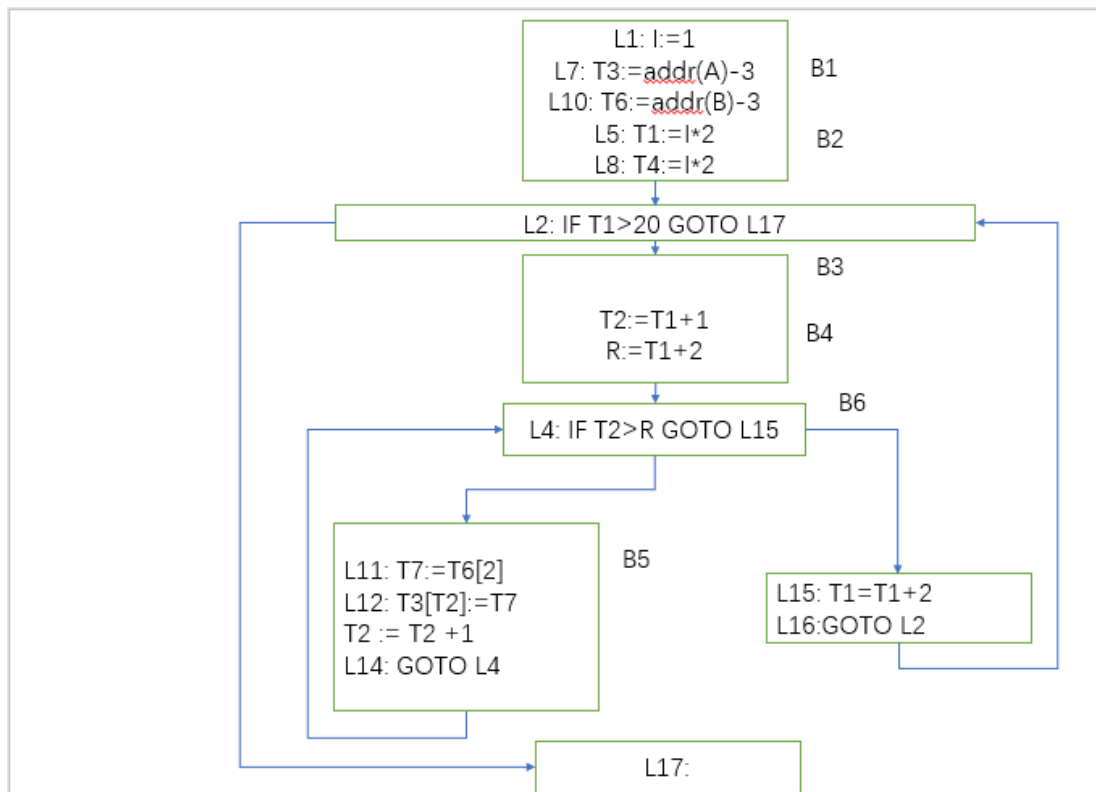 L1: I:=1
L7: T3:=addr(A)-3
B1
L10: T6:=addr(B)-3
L5: T1:=I*2
B2
L8: T4:=I*2
L2: IF T1>20 GOTO L17
B3
T2:=T1+1
B4
R:=T1+2
B6
L4: IF T2>R GOTO L15
B5
L11: T7:=T6[2]
L12: T3[T2]:=T7
T2 := T2 +1
L14: GOTO L4
L15: T1=T1+2
L16:GOTO L2
L17: